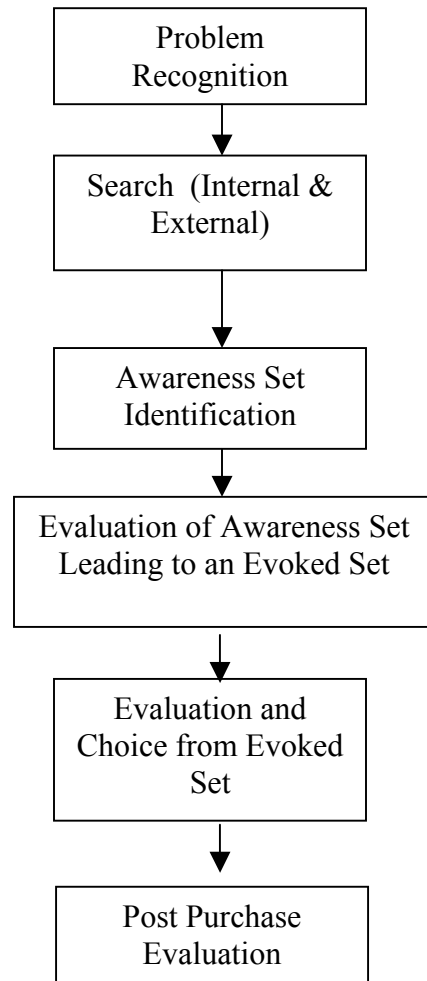 Problem
Recognition
Search (Internal &
External)
Awareness Set
Identification
Evaluation of Awareness Set
Leading to an Evoked Set
Evaluation and
Choice from Evoked
Set
Post Purchase
Evaluation